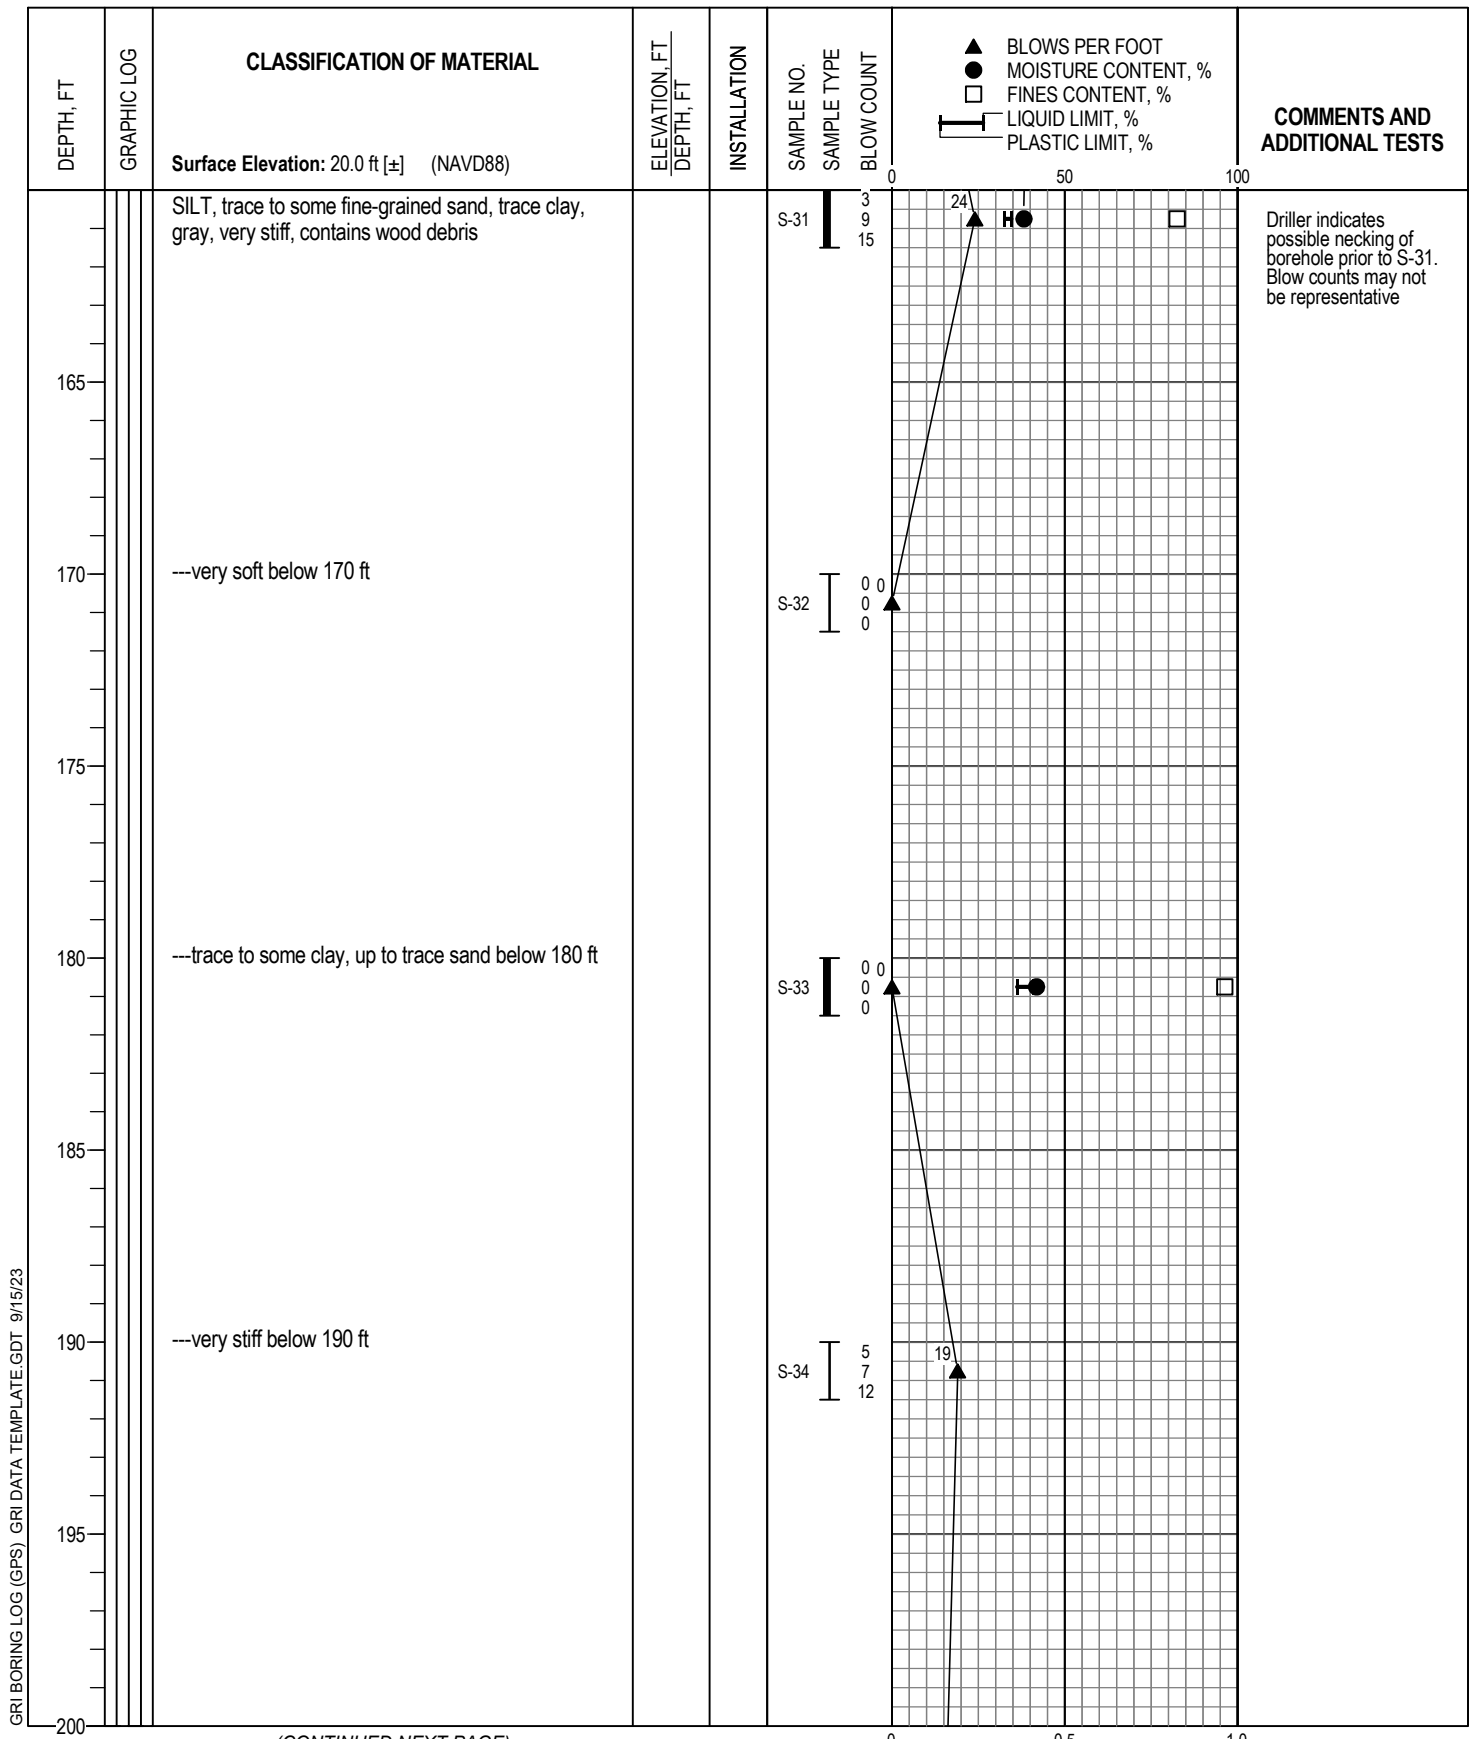 DEPTH, FT
GRAPHIC LOG
CLASSIFICATION OF MATERIAL
Surface Elevation: 20.0 ft [±] (NAVD88)
ELEVATION, FT
DEPTH, FT
INSTALLATION
SAMPLE NO.
SAMPLE TYPE
BLOW COUNT
BLOWS PER FOOT
MOISTURE CONTENT, %
FINES CONTENT, %
LIQUID LIMIT, %
PLASTIC LIMIT, %
0 50 100
COMMENTS AND
ADDITIONAL TESTS
SILT, trace to some fine-grained sand, trace clay,
gray, very stiff, contains wood debris
S-31
3
9
15
24
Driller indicates
possible necking of
borehole prior to S-31.
Blow counts may not
be representative
165
170
---very soft below 170 ft
S-32
0
0
0
0
175
180
---trace to some clay, up to trace sand below 180 ft
S-33
0
0
0
0
185
190
---very stiff below 190 ft
S-34
5
7
12
19
195
200
(CONTINUED NEXT PAGE)
0 0.5 1.0
GRI BORING LOG (GPS) GRI DATA TEMPLATE.GDT 9/15/23